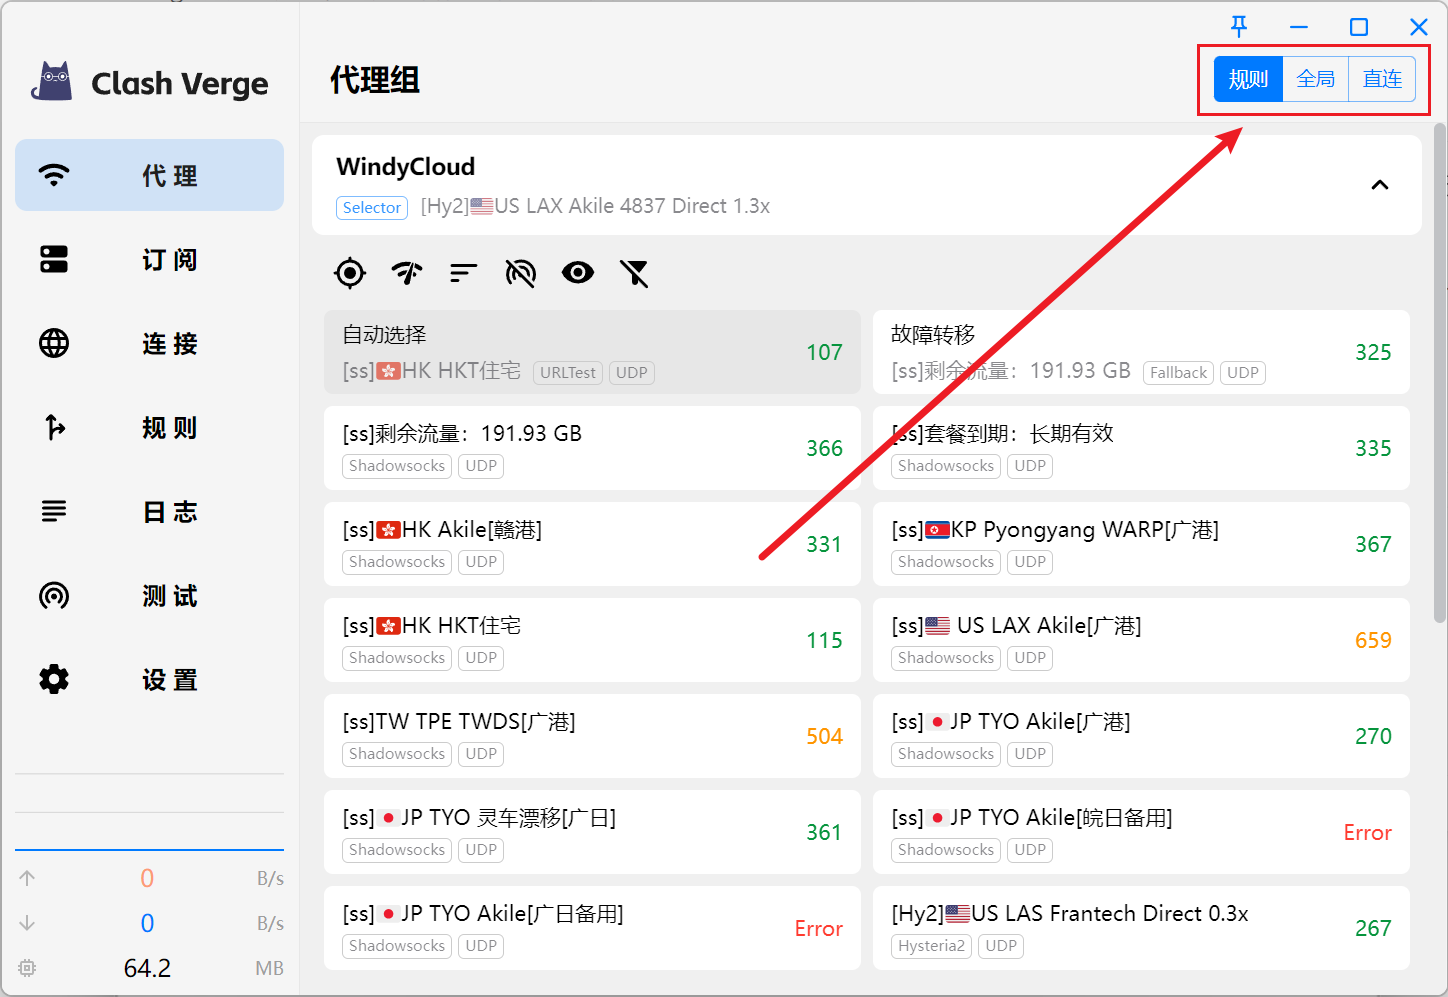 Clash Verge
代理
订阅
连接
规则
日志
测试
设置
0 B/s
0 B/s
64.2 MB
代理组
规则 全局 直连
WindyCloud
Selector [Hy2]🇺🇸US LAX Akile 4837 Direct 1.3x
自动选择
[ss]🇭🇰HK HKT住宅 URLTest UDP
107
故障转移
[ss]剩余流量：191.93 GB Fallback UDP
325
[ss]剩余流量：191.93 GB
Shadowsocks UDP
366
[ss]套餐到期：长期有效
Shadowsocks UDP
335
[ss]🇭🇰HK Akile[赣港]
Shadowsocks UDP
331
[ss]🇰🇵KP Pyongyang WARP[广港]
Shadowsocks UDP
367
[ss]🇭🇰HK HKT住宅
Shadowsocks UDP
115
[ss]🇺🇸 US LAX Akile[广港]
Shadowsocks UDP
659
[ss]TW TPE TWDS[广港]
Shadowsocks UDP
504
[ss]🇯🇵JP TYO Akile[广港]
Shadowsocks UDP
270
[ss]🇯🇵JP TYO 灵车漂移[广日]
Shadowsocks UDP
361
[ss]🇯🇵JP TYO Akile[皖日备用]
Shadowsocks UDP
Error
[ss]🇯🇵JP TYO Akile[广日备用]
Shadowsocks UDP
Error
[Hy2]🇺🇸US LAS Frantech Direct 0.3x
Hysteria2 UDP
267